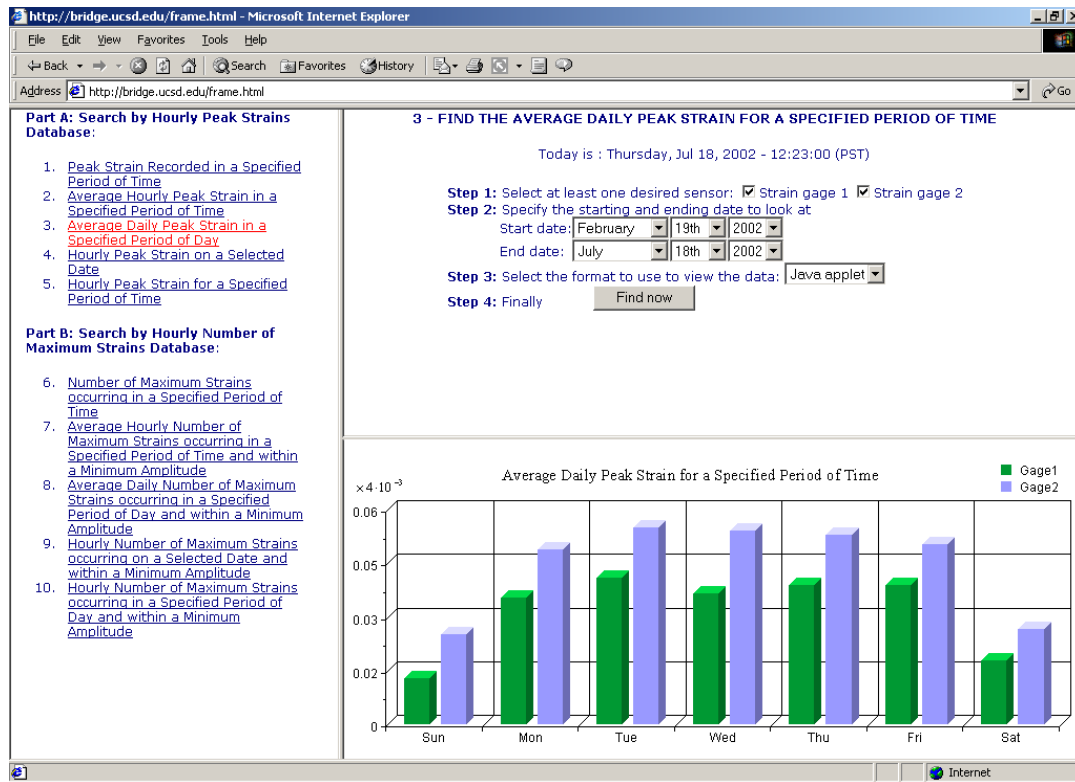 http://bridge.ucsd.edu/frame.html - Microsoft Internet Explorer
File Edit View Favorites Tools Help
Back Search Favorites History
Address http://bridge.ucsd.edu/frame.html Go
Part A: Search by Hourly Peak Strains
Database:
1. Peak Strain Recorded in a Specified
Period of Time
2. Average Hourly Peak Strain in a
Specified Period of Time
3. Average Daily Peak Strain in a
Specified Period of Day
4. Hourly Peak Strain on a Selected
Date
5. Hourly Peak Strain for a Specified
Period of Time
Part B: Search by Hourly Number of
Maximum Strains Database:
6. Number of Maximum Strains
occurring in a Specified Period of
Time
7. Average Hourly Number of
Maximum Strains occurring in a
Specified Period of Time and within
a Minimum Amplitude
8. Average Daily Number of Maximum
Strains occurring in a Specified
Period of Day and within a Minimum
Amplitude
9. Hourly Number of Maximum Strains
occurring on a Selected Date and
within a Minimum Amplitude
10. Hourly Number of Maximum Strains
occurring in a Specified Period of
Day and within a Minimum
Amplitude
3 - FIND THE AVERAGE DAILY PEAK STRAIN FOR A SPECIFIED PERIOD OF TIME
Today is : Thursday, Jul 18, 2002 - 12:23:00 (PST)
Step 1: Select at least one desired sensor: Strain gage 1 Strain gage 2
Step 2: Specify the starting and ending date to look at
Start date: February 19th 2002
End date: July 18th 2002
Step 3: Select the format to use to view the data: Java applet
Step 4: Finally Find now
Average Daily Peak Strain for a Specified Period of Time
Gage1
Gage2
×4·10⁻³
0.06
0.05
0.03
0.02
0
Sun Mon Tue Wed Thu Fri Sat
Internet